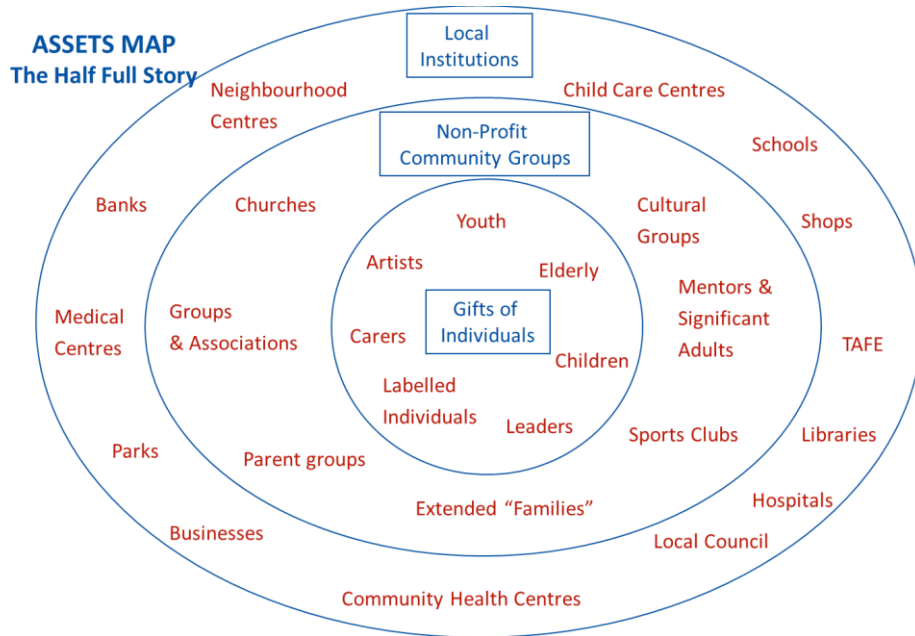 ASSETS MAP
The Half Full Story
Local
Institutions
Neighbourhood
Centres
Child Care Centres
Non-Profit
Community Groups
Schools
Banks
Churches
Youth
Cultural
Groups
Shops
Artists
Elderly
Medical
Centres
Groups
& Associations
Gifts of
Individuals
Carers
Children
Mentors &
Significant
Adults
TAFE
Labelled
Individuals
Leaders
Sports Clubs
Libraries
Parks
Parent groups
Extended “Families”
Hospitals
Businesses
Local Council
Community Health Centres